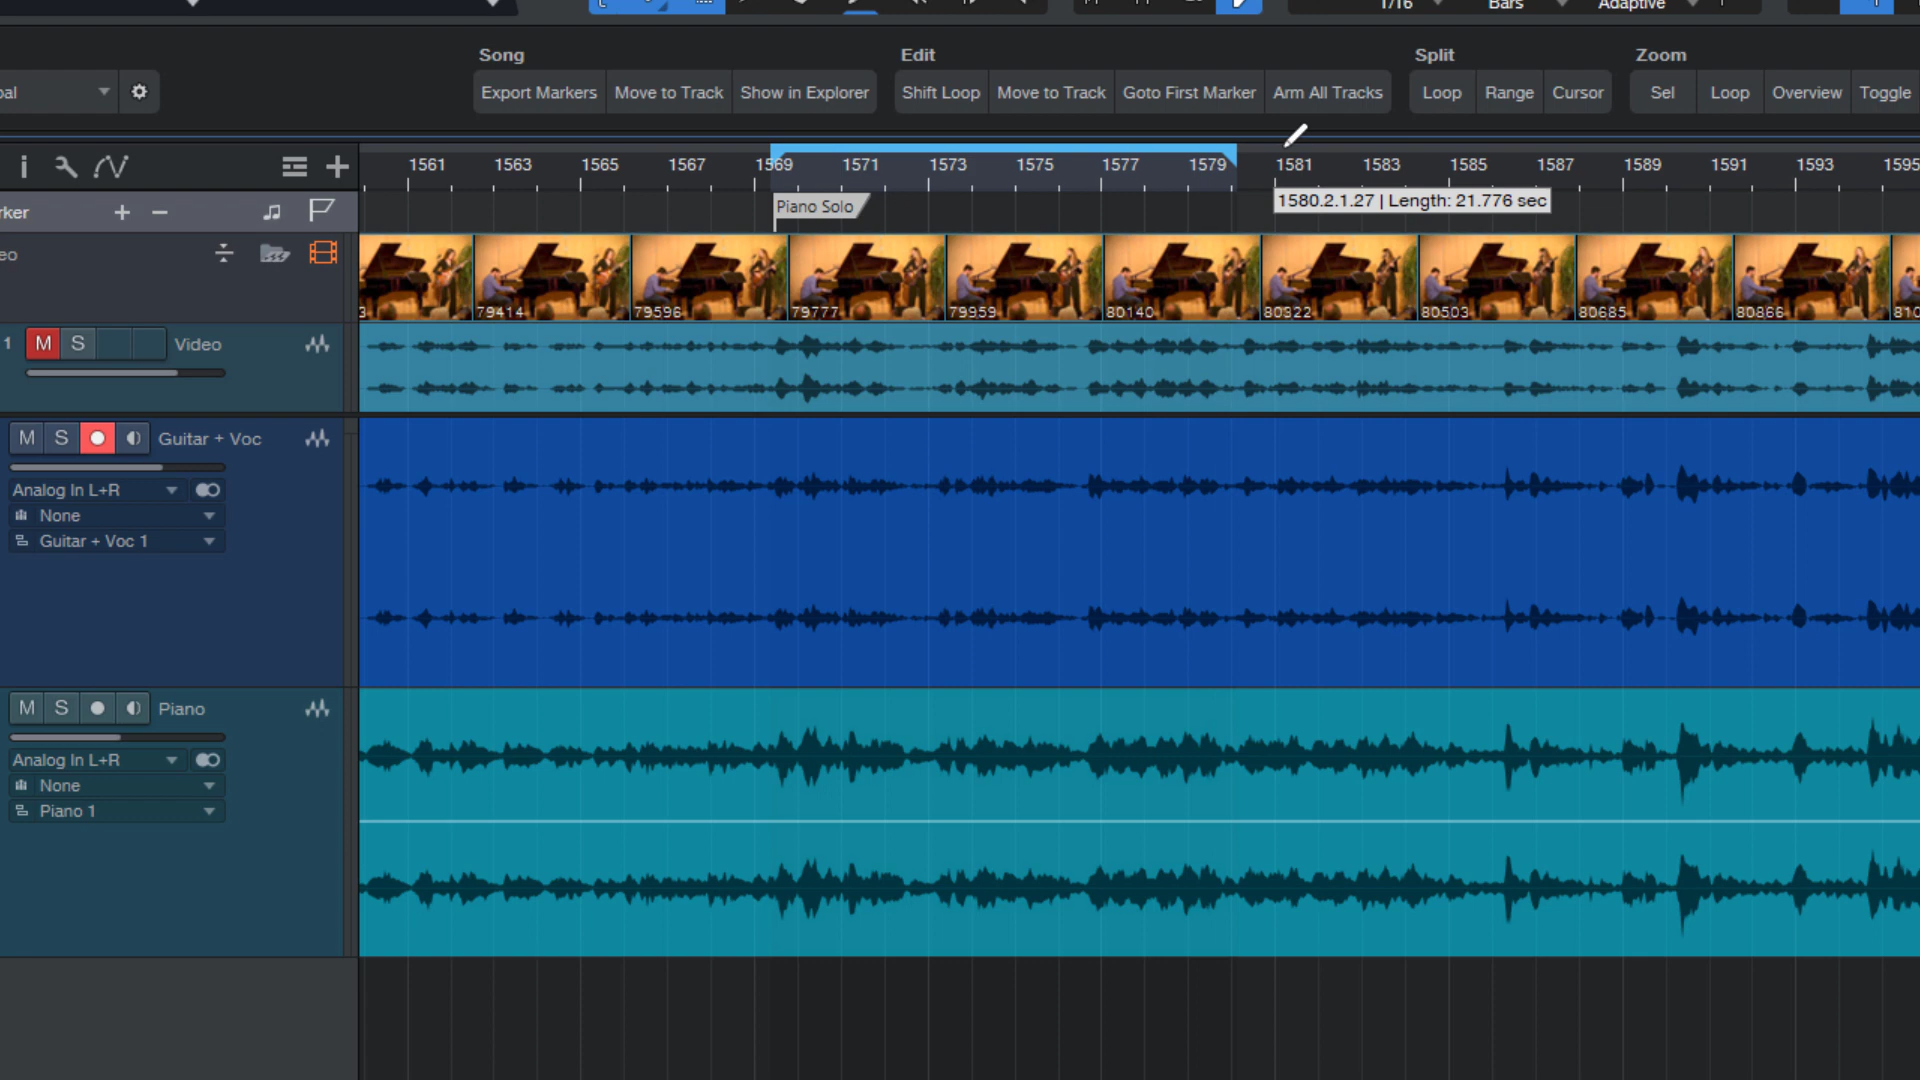 1/16 Bars Adaptive
Song Edit Split Zoom
Export Markers Move to Track Show in Explorer Shift Loop Move to Track Goto First Marker Arm All Tracks Loop Range Cursor Sel Loop Overview Toggle
1561 1563 1565 1567 1569 1571 1573 1575 1577 1579 1581 1583 1585 1587 1589 1591 1593 1595
rker
Piano Solo
1580.2.1.27 | Length: 21.776 sec
eo
79414 79596 79777 79959 80140 80322 80503 80685 80866 810
1 M S Video
M S Guitar + Voc
Analog In L+R
None
Guitar + Voc 1
M S Piano
Analog In L+R
None
Piano 1